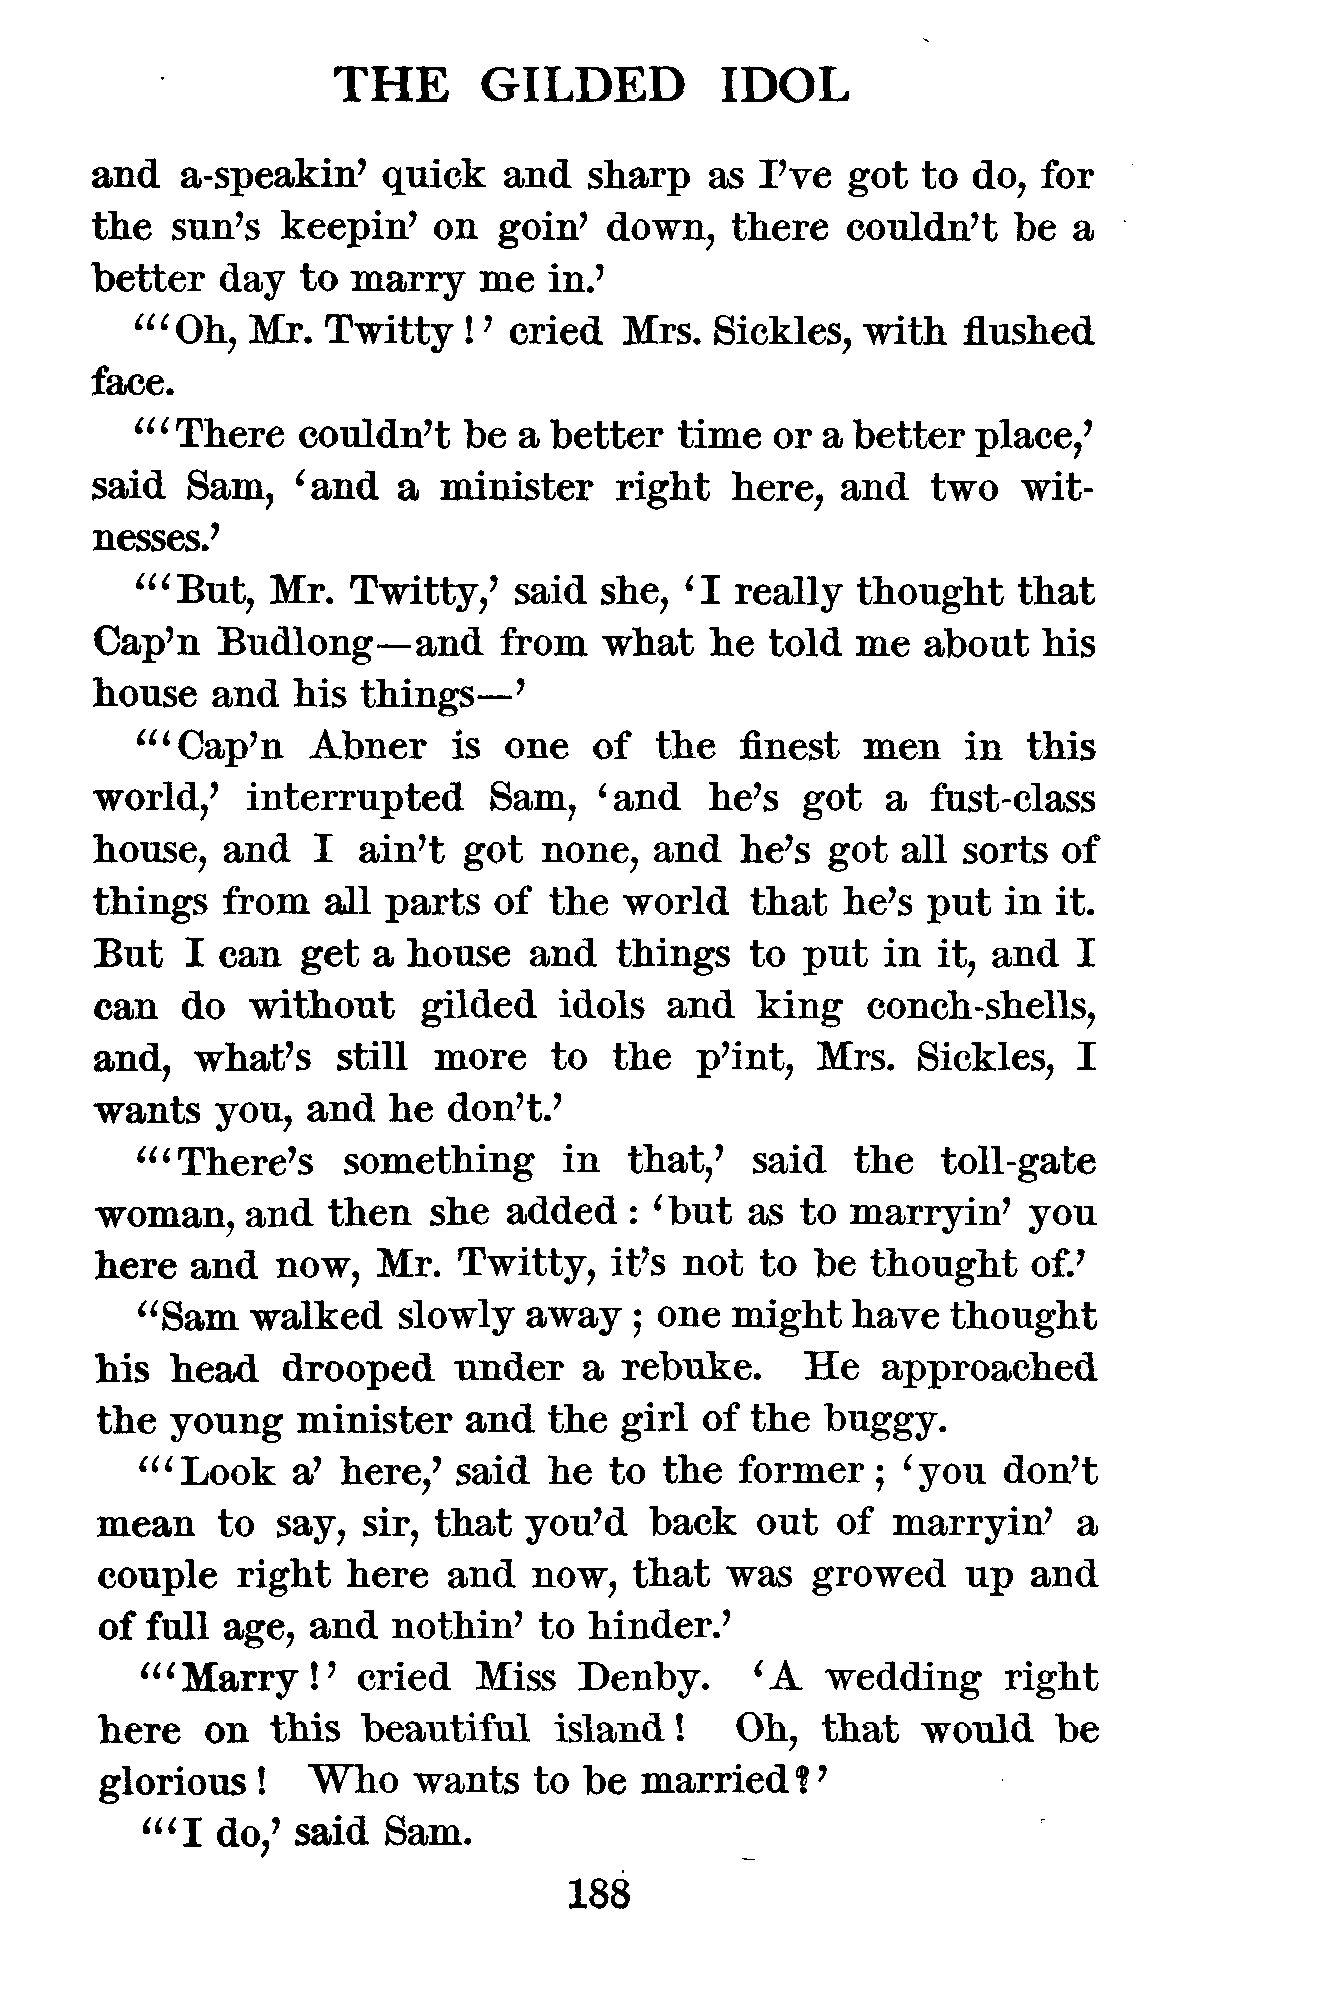 THE GILDED IDOL
and a-speakin’ quick and sharp as I’ve got to do, for
the sun’s keepin’ on goin’ down, there couldn’t be a
better day to marry me in.’
“‘Oh, Mr. Twitty!’ cried Mrs. Sickles, with flushed
face.
“‘There couldn’t be a better time or a better place,’
said Sam, ‘and a minister right here, and two wit-
nesses.’
“‘But, Mr. Twitty,’ said she, ‘I really thought that
Cap’n Budlong—and from what he told me about his
house and his things—’
“‘Cap’n Abner is one of the finest men in this
world,’ interrupted Sam, ‘and he’s got a fust-class
house, and I ain’t got none, and he’s got all sorts of
things from all parts of the world that he’s put in it.
But I can get a house and things to put in it, and I
can do without gilded idols and king conch-shells,
and, what’s still more to the p’int, Mrs. Sickles, I
wants you, and he don’t.’
“‘There’s something in that,’ said the toll-gate
woman, and then she added: ‘but as to marryin’ you
here and now, Mr. Twitty, it’s not to be thought of.’
“Sam walked slowly away; one might have thought
his head drooped under a rebuke. He approached
the young minister and the girl of the buggy.
“‘Look a’ here,’ said he to the former; ‘you don’t
mean to say, sir, that you’d back out of marryin’ a
couple right here and now, that was growed up and
of full age, and nothin’ to hinder.’
“‘Marry!’ cried Miss Denby. ‘A wedding right
here on this beautiful island! Oh, that would be
glorious! Who wants to be married?’
“‘I do,’ said Sam.
188